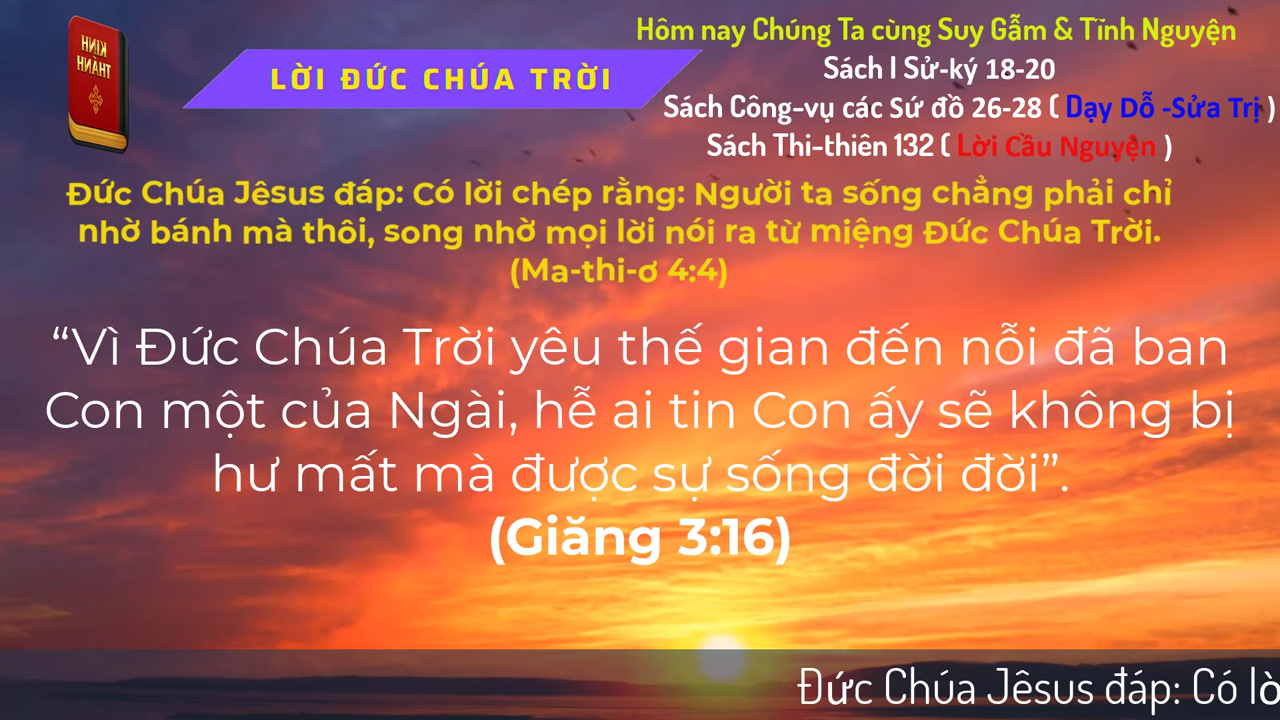 KINH
THÁNH
LỜI ĐỨC CHÚA TRỜI
Hôm nay Chúng Ta cùng Suy Gẫm & Tĩnh Nguyện
Sách I Sử-ký 18-20
Sách Công-vụ các Sứ đồ 26-28 ( Dạy Dỗ -Sửa Trị )
Sách Thi-thiên 132 ( Lời Cầu Nguyện )
Đức Chúa Jêsus đáp: Có lời chép rằng: Người ta sống chẳng phải chỉ
nhờ bánh mà thôi, song nhờ mọi lời nói ra từ miệng Đức Chúa Trời.
(Ma-thi-ơ 4:4)
“Vì Đức Chúa Trời yêu thế gian đến nỗi đã ban
Con một của Ngài, hễ ai tin Con ấy sẽ không bị
hư mất mà được sự sống đời đời”.
(Giăng 3:16)
Đức Chúa Jêsus đáp: Có lờ